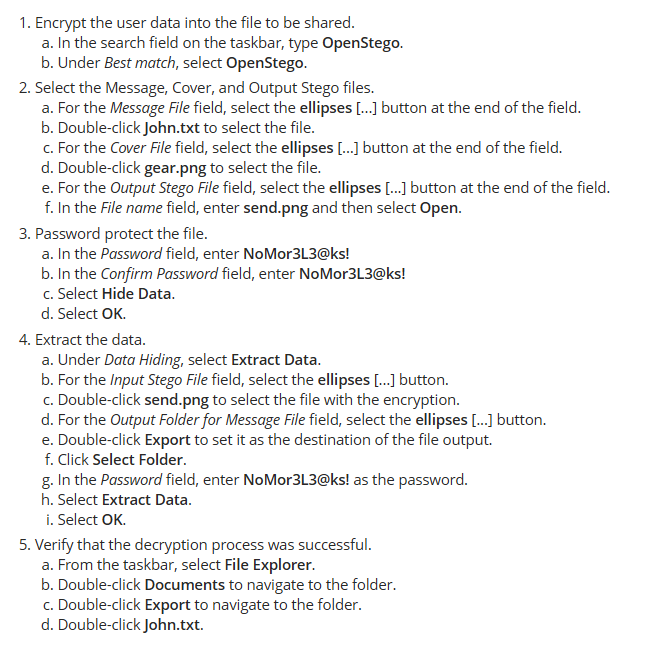 1. Encrypt the user data into the file to be shared.
a. In the search field on the taskbar, type OpenStego.
b. Under Best match, select OpenStego.
2. Select the Message, Cover, and Output Stego files.
a. For the Message File field, select the ellipses [...] button at the end of the field.
b. Double-click John.txt to select the file.
c. For the Cover File field, select the ellipses [...] button at the end of the field.
d. Double-click gear.png to select the file.
e. For the Output Stego File field, select the ellipses [...] button at the end of the field.
f. In the File name field, enter send.png and then select Open.
3. Password protect the file.
a. In the Password field, enter NoMor3L3@ks!
b. In the Confirm Password field, enter NoMor3L3@ks!
c. Select Hide Data.
d. Select OK.
4. Extract the data.
a. Under Data Hiding, select Extract Data.
b. For the Input Stego File field, select the ellipses [...] button.
c. Double-click send.png to select the file with the encryption.
d. For the Output Folder for Message File field, select the ellipses [...] button.
e. Double-click Export to set it as the destination of the file output.
f. Click Select Folder.
g. In the Password field, enter NoMor3L3@ks! as the password.
h. Select Extract Data.
i. Select OK.
5. Verify that the decryption process was successful.
a. From the taskbar, select File Explorer.
b. Double-click Documents to navigate to the folder.
c. Double-click Export to navigate to the folder.
d. Double-click John.txt.